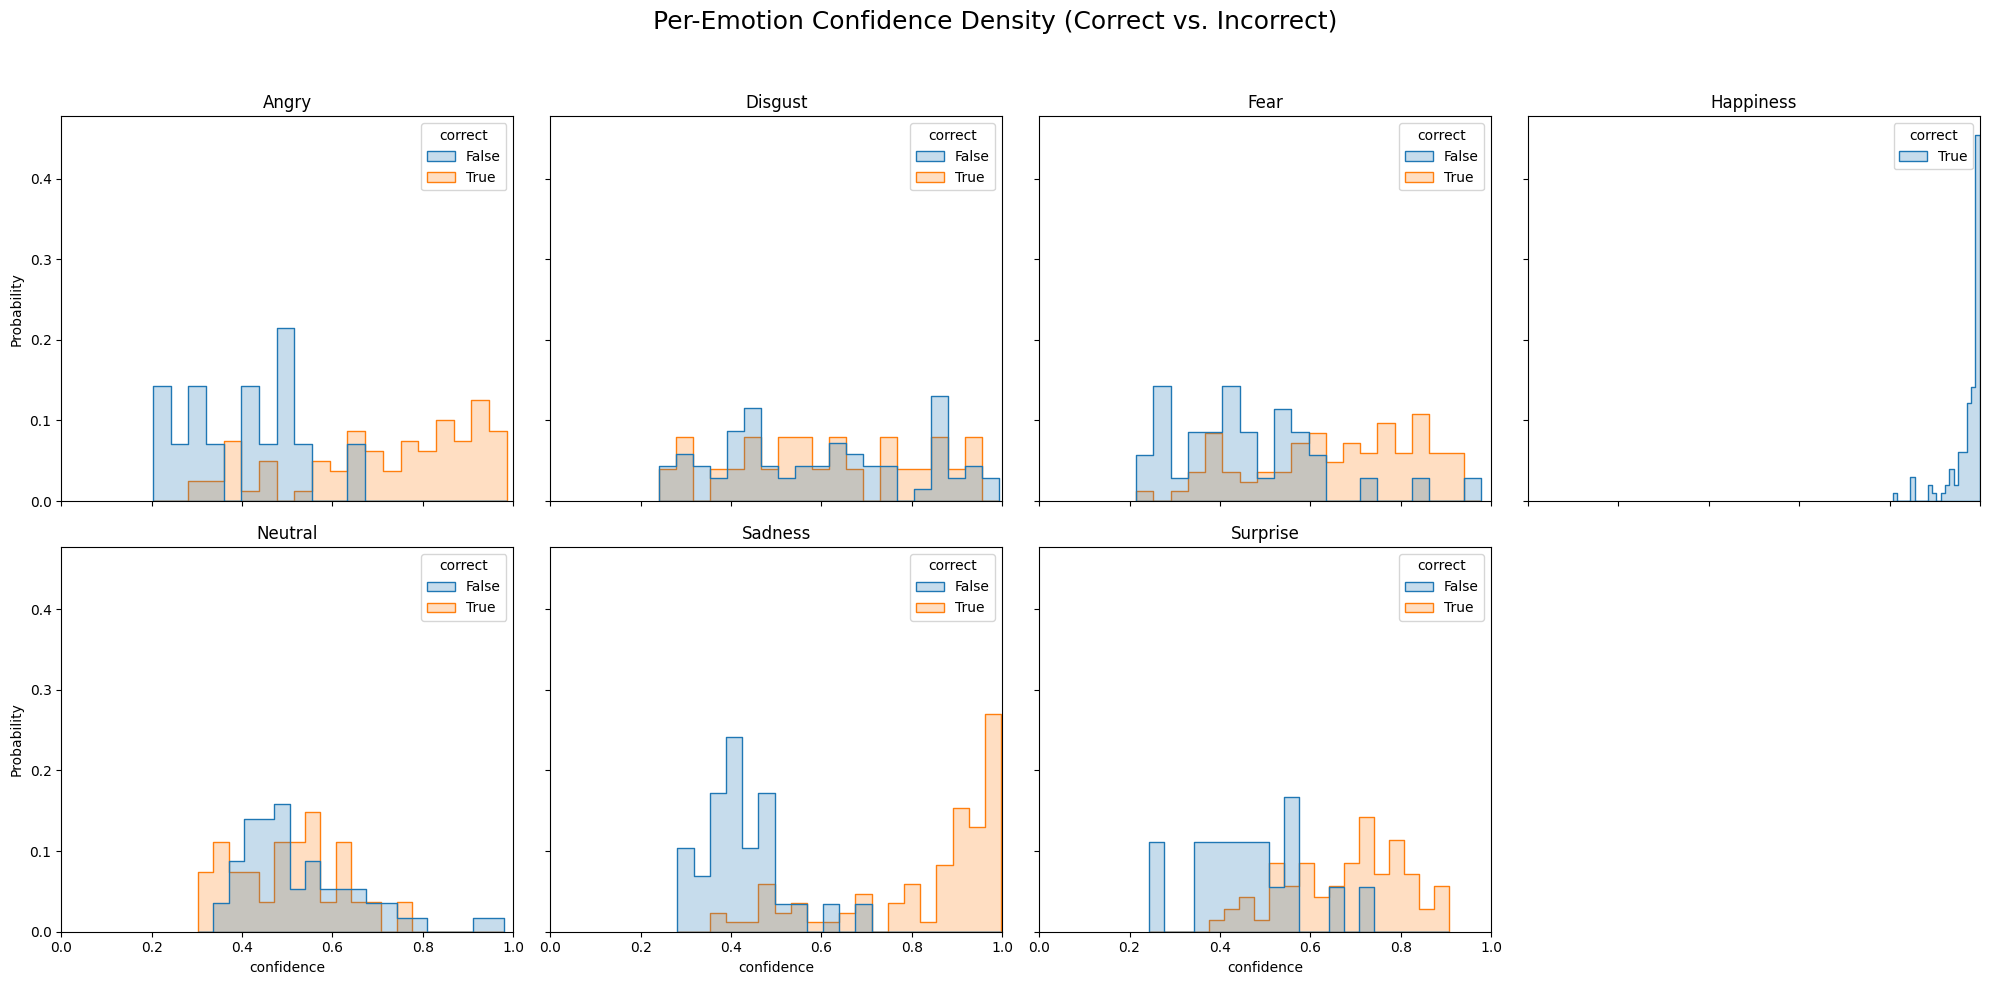 Per-Emotion Confidence Density (Correct vs. Incorrect)
Angry
Disgust
Fear
Happiness
correct
False
True
correct
False
True
correct
False
True
correct
True
Probability
0.4
0.3
0.2
0.1
0.0
Neutral
Sadness
Surprise
correct
False
True
correct
False
True
correct
False
True
Probability
0.4
0.3
0.2
0.1
0.0
0.0 0.2 0.4 0.6 0.8 1.0
0.2 0.4 0.6 0.8 1.0
0.0 0.2 0.4 0.6 0.8 1.0
confidence
confidence
confidence